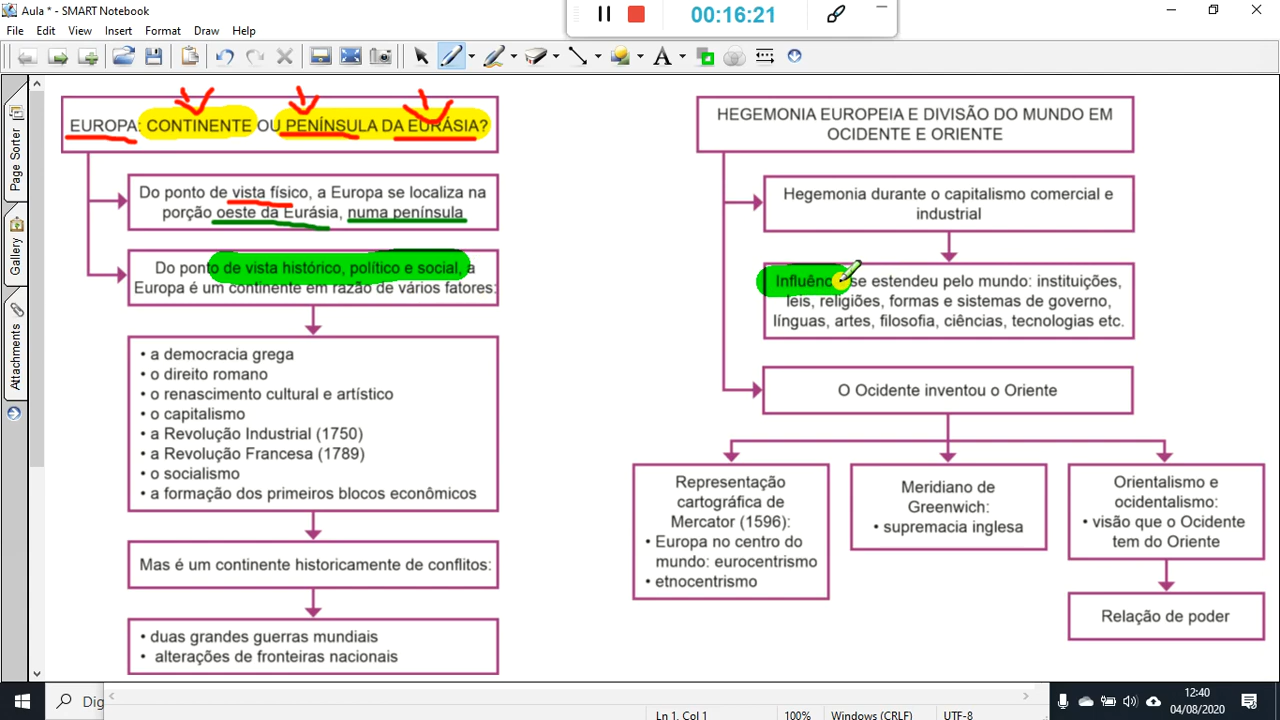 Aula * - SMART Notebook
00:16:21
File Edit View Insert Format Draw Help
Page Sorter
Gallery
Attachments
EUROPA: CONTINENTE OU PENÍNSULA DA EURÁSIA?
Do ponto de vista físico, a Europa se localiza na
porção oeste da Eurásia, numa península
Do ponto de vista histórico, político e social, a
Europa é um continente em razão de vários fatores:
• a democracia grega
• o direito romano
• o renascimento cultural e artístico
• o capitalismo
• a Revolução Industrial (1750)
• a Revolução Francesa (1789)
• o socialismo
• a formação dos primeiros blocos econômicos
Mas é um continente historicamente de conflitos:
• duas grandes guerras mundiais
• alterações de fronteiras nacionais
HEGEMONIA EUROPEIA E DIVISÃO DO MUNDO EM
OCIDENTE E ORIENTE
Hegemonia durante o capitalismo comercial e
industrial
Influência se estendeu pelo mundo: instituições,
leis, religiões, formas e sistemas de governo,
línguas, artes, filosofia, ciências, tecnologias etc.
O Ocidente inventou o Oriente
Representação
cartográfica de
Mercator (1596):
• Europa no centro do
mundo: eurocentrismo
• etnocentrismo
Meridiano de
Greenwich:
• supremacia inglesa
Orientalismo e
ocidentalismo:
• visão que o Ocidente
tem do Oriente
Relação de poder
Dig
Ln 1, Col 1
100%
Windows (CRLF)
UTF-8
12:40
04/08/2020